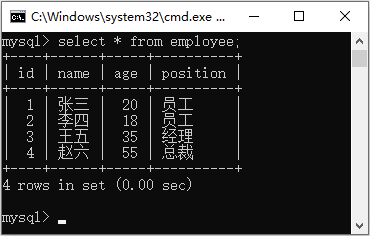 C:\Windows\system32\cmd.exe ...
mysql> select * from employee;
+----+------+-----+----------+
| id | name | age | position |
+----+------+-----+----------+
| 1 | 张三 | 20 | 员工 |
| 2 | 李四 | 18 | 员工 |
| 3 | 王五 | 35 | 经理 |
| 4 | 赵六 | 55 | 总裁 |
+----+------+-----+----------+
4 rows in set (0.00 sec)
mysql>